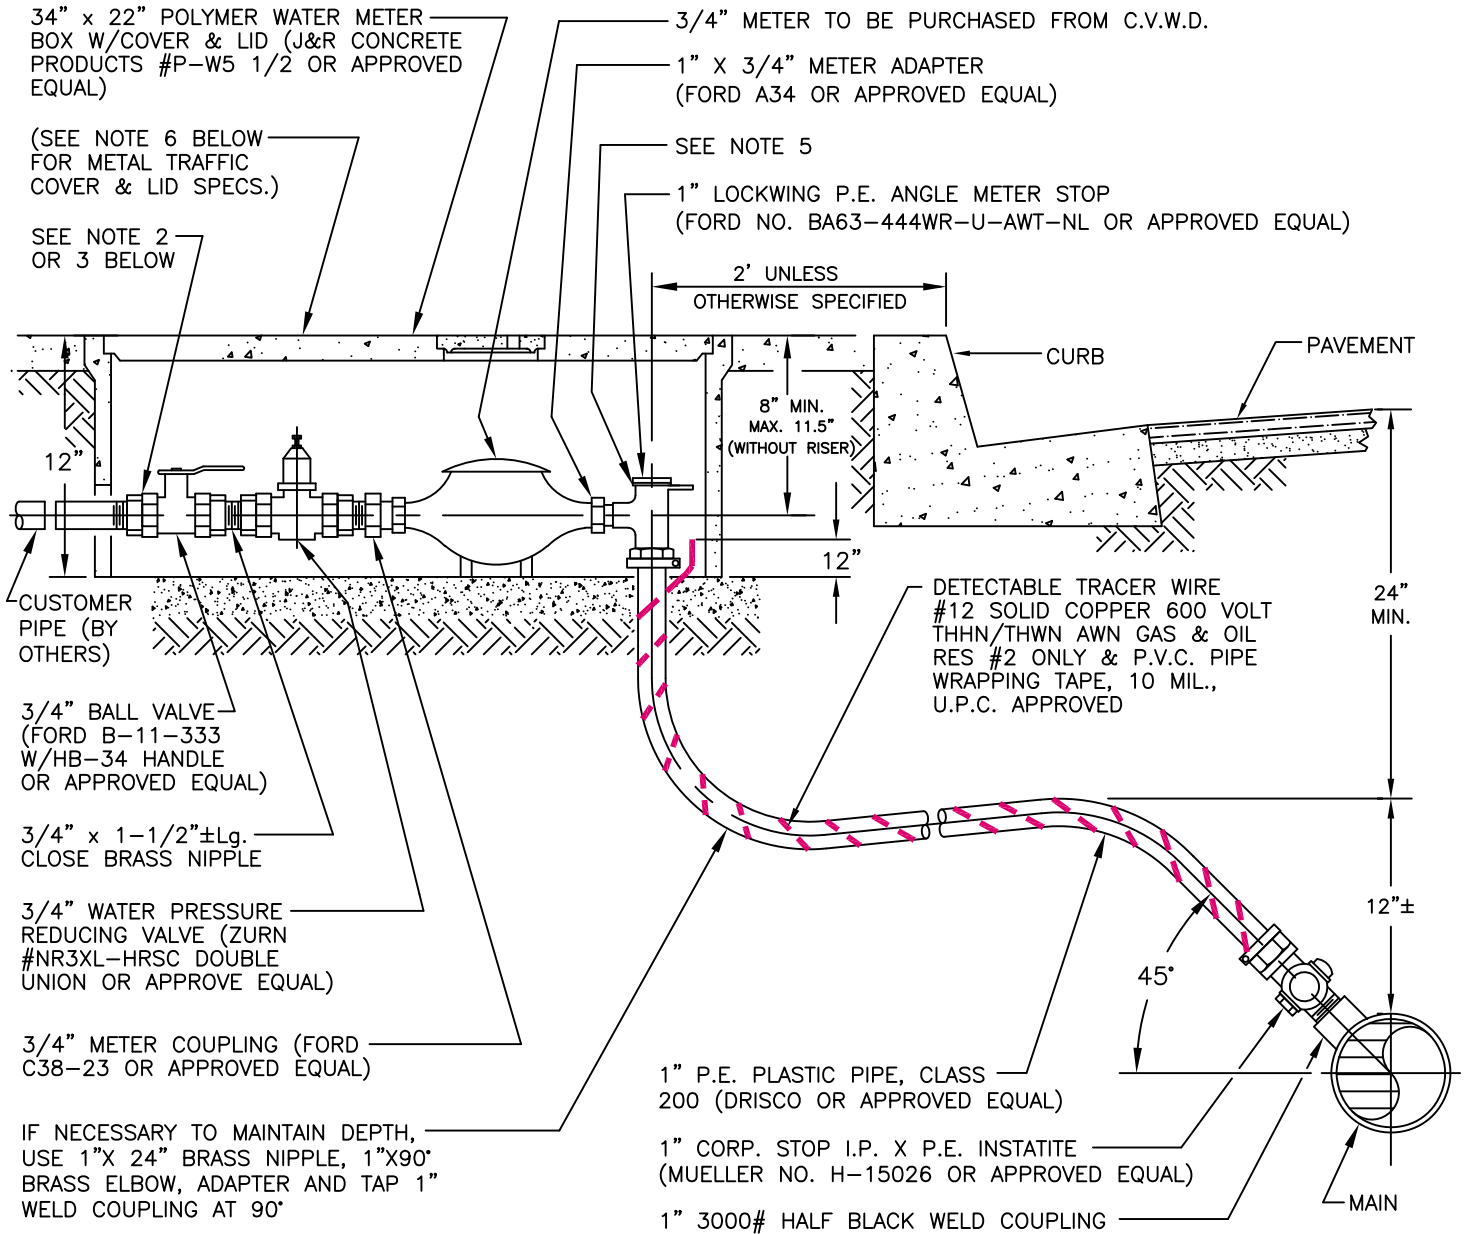 34” x 22” POLYMER WATER METER
BOX W/COVER & LID (J&R CONCRETE
PRODUCTS #P-W5 1/2 OR APPROVED
EQUAL)
(SEE NOTE 6 BELOW
FOR METAL TRAFFIC
COVER & LID SPECS.)
SEE NOTE 2
OR 3 BELOW
3/4” METER TO BE PURCHASED FROM C.V.W.D.
1” X 3/4” METER ADAPTER
(FORD A34 OR APPROVED EQUAL)
SEE NOTE 5
1” LOCKWING P.E. ANGLE METER STOP
(FORD NO. BA63-444WR-U-AWT-NL OR APPROVED EQUAL)
2’ UNLESS
OTHERWISE SPECIFIED
CURB
PAVEMENT
8” MIN.
MAX. 11.5”
(WITHOUT RISER)
12”
12”
24”
MIN.
CUSTOMER
PIPE (BY
OTHERS)
DETECTABLE TRACER WIRE
#12 SOLID COPPER 600 VOLT
THHN/THWN AWN GAS & OIL
RES #2 ONLY & P.V.C. PIPE
WRAPPING TAPE, 10 MIL.,
U.P.C. APPROVED
3/4” BALL VALVE
(FORD B-11-333
W/HB-34 HANDLE
OR APPROVED EQUAL)
3/4” x 1-1/2”±Lg.
CLOSE BRASS NIPPLE
3/4” WATER PRESSURE
REDUCING VALVE (ZURN
#NR3XL-HRSC DOUBLE
UNION OR APPROVE EQUAL)
3/4” METER COUPLING (FORD
C38-23 OR APPROVED EQUAL)
IF NECESSARY TO MAINTAIN DEPTH,
USE 1”X 24” BRASS NIPPLE, 1”X90°
BRASS ELBOW, ADAPTER AND TAP 1”
WELD COUPLING AT 90°
12”±
45°
1” P.E. PLASTIC PIPE, CLASS
200 (DRISCO OR APPROVED EQUAL)
1” CORP. STOP I.P. X P.E. INSTATITE
(MUELLER NO. H-15026 OR APPROVED EQUAL)
1” 3000# HALF BLACK WELD COUPLING
MAIN